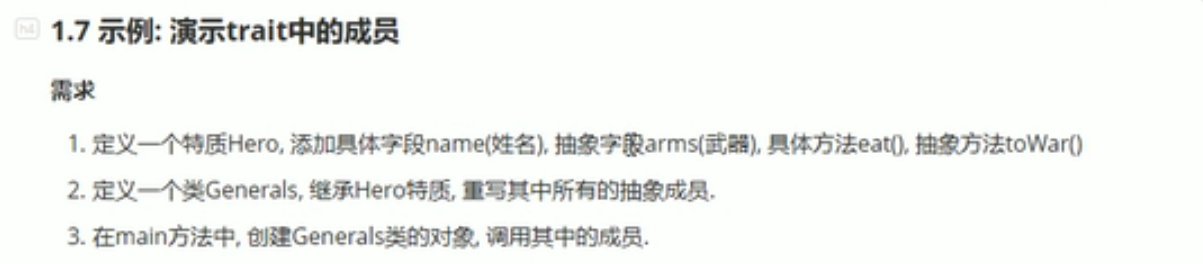 h4
1.7 示例: 演示trait中的成员
需求
1. 定义一个特质Hero, 添加具体字段name(姓名), 抽象字段arms(武器), 具体方法eat(), 抽象方法toWar()
2. 定义一个类Generals, 继承Hero特质, 重写其中所有的抽象成员.
3. 在main方法中, 创建Generals类的对象, 调用其中的成员.